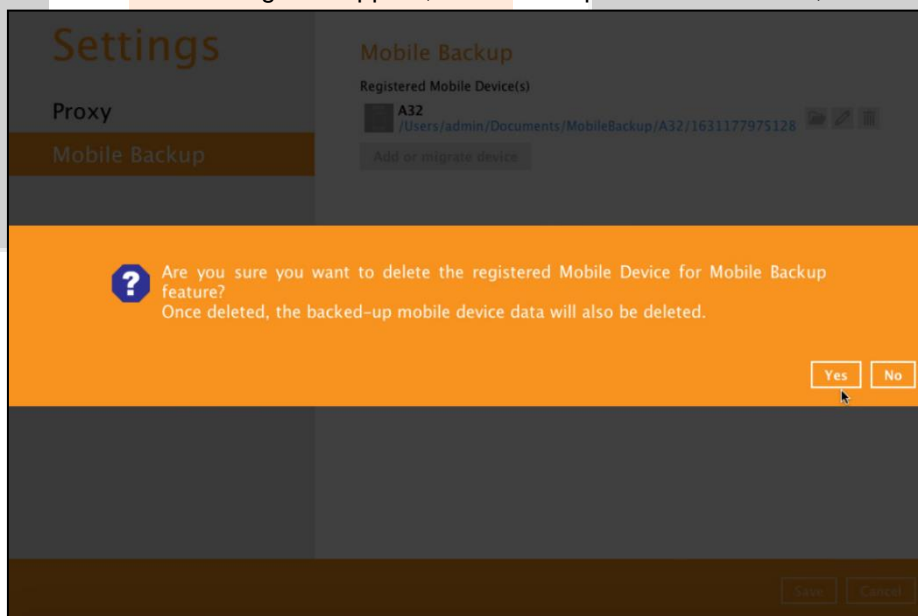 Settings
Proxy
Mobile Backup
Mobile Backup
Registered Mobile Device(s)
A32
/Users/admin/Documents/MobileBackup/A32/1631177975128
Add or migrate device
?
Are you sure you want to delete the registered Mobile Device for Mobile Backup
feature?
Once deleted, the backed-up mobile device data will also be deleted.
Yes
No
Save
Cancel